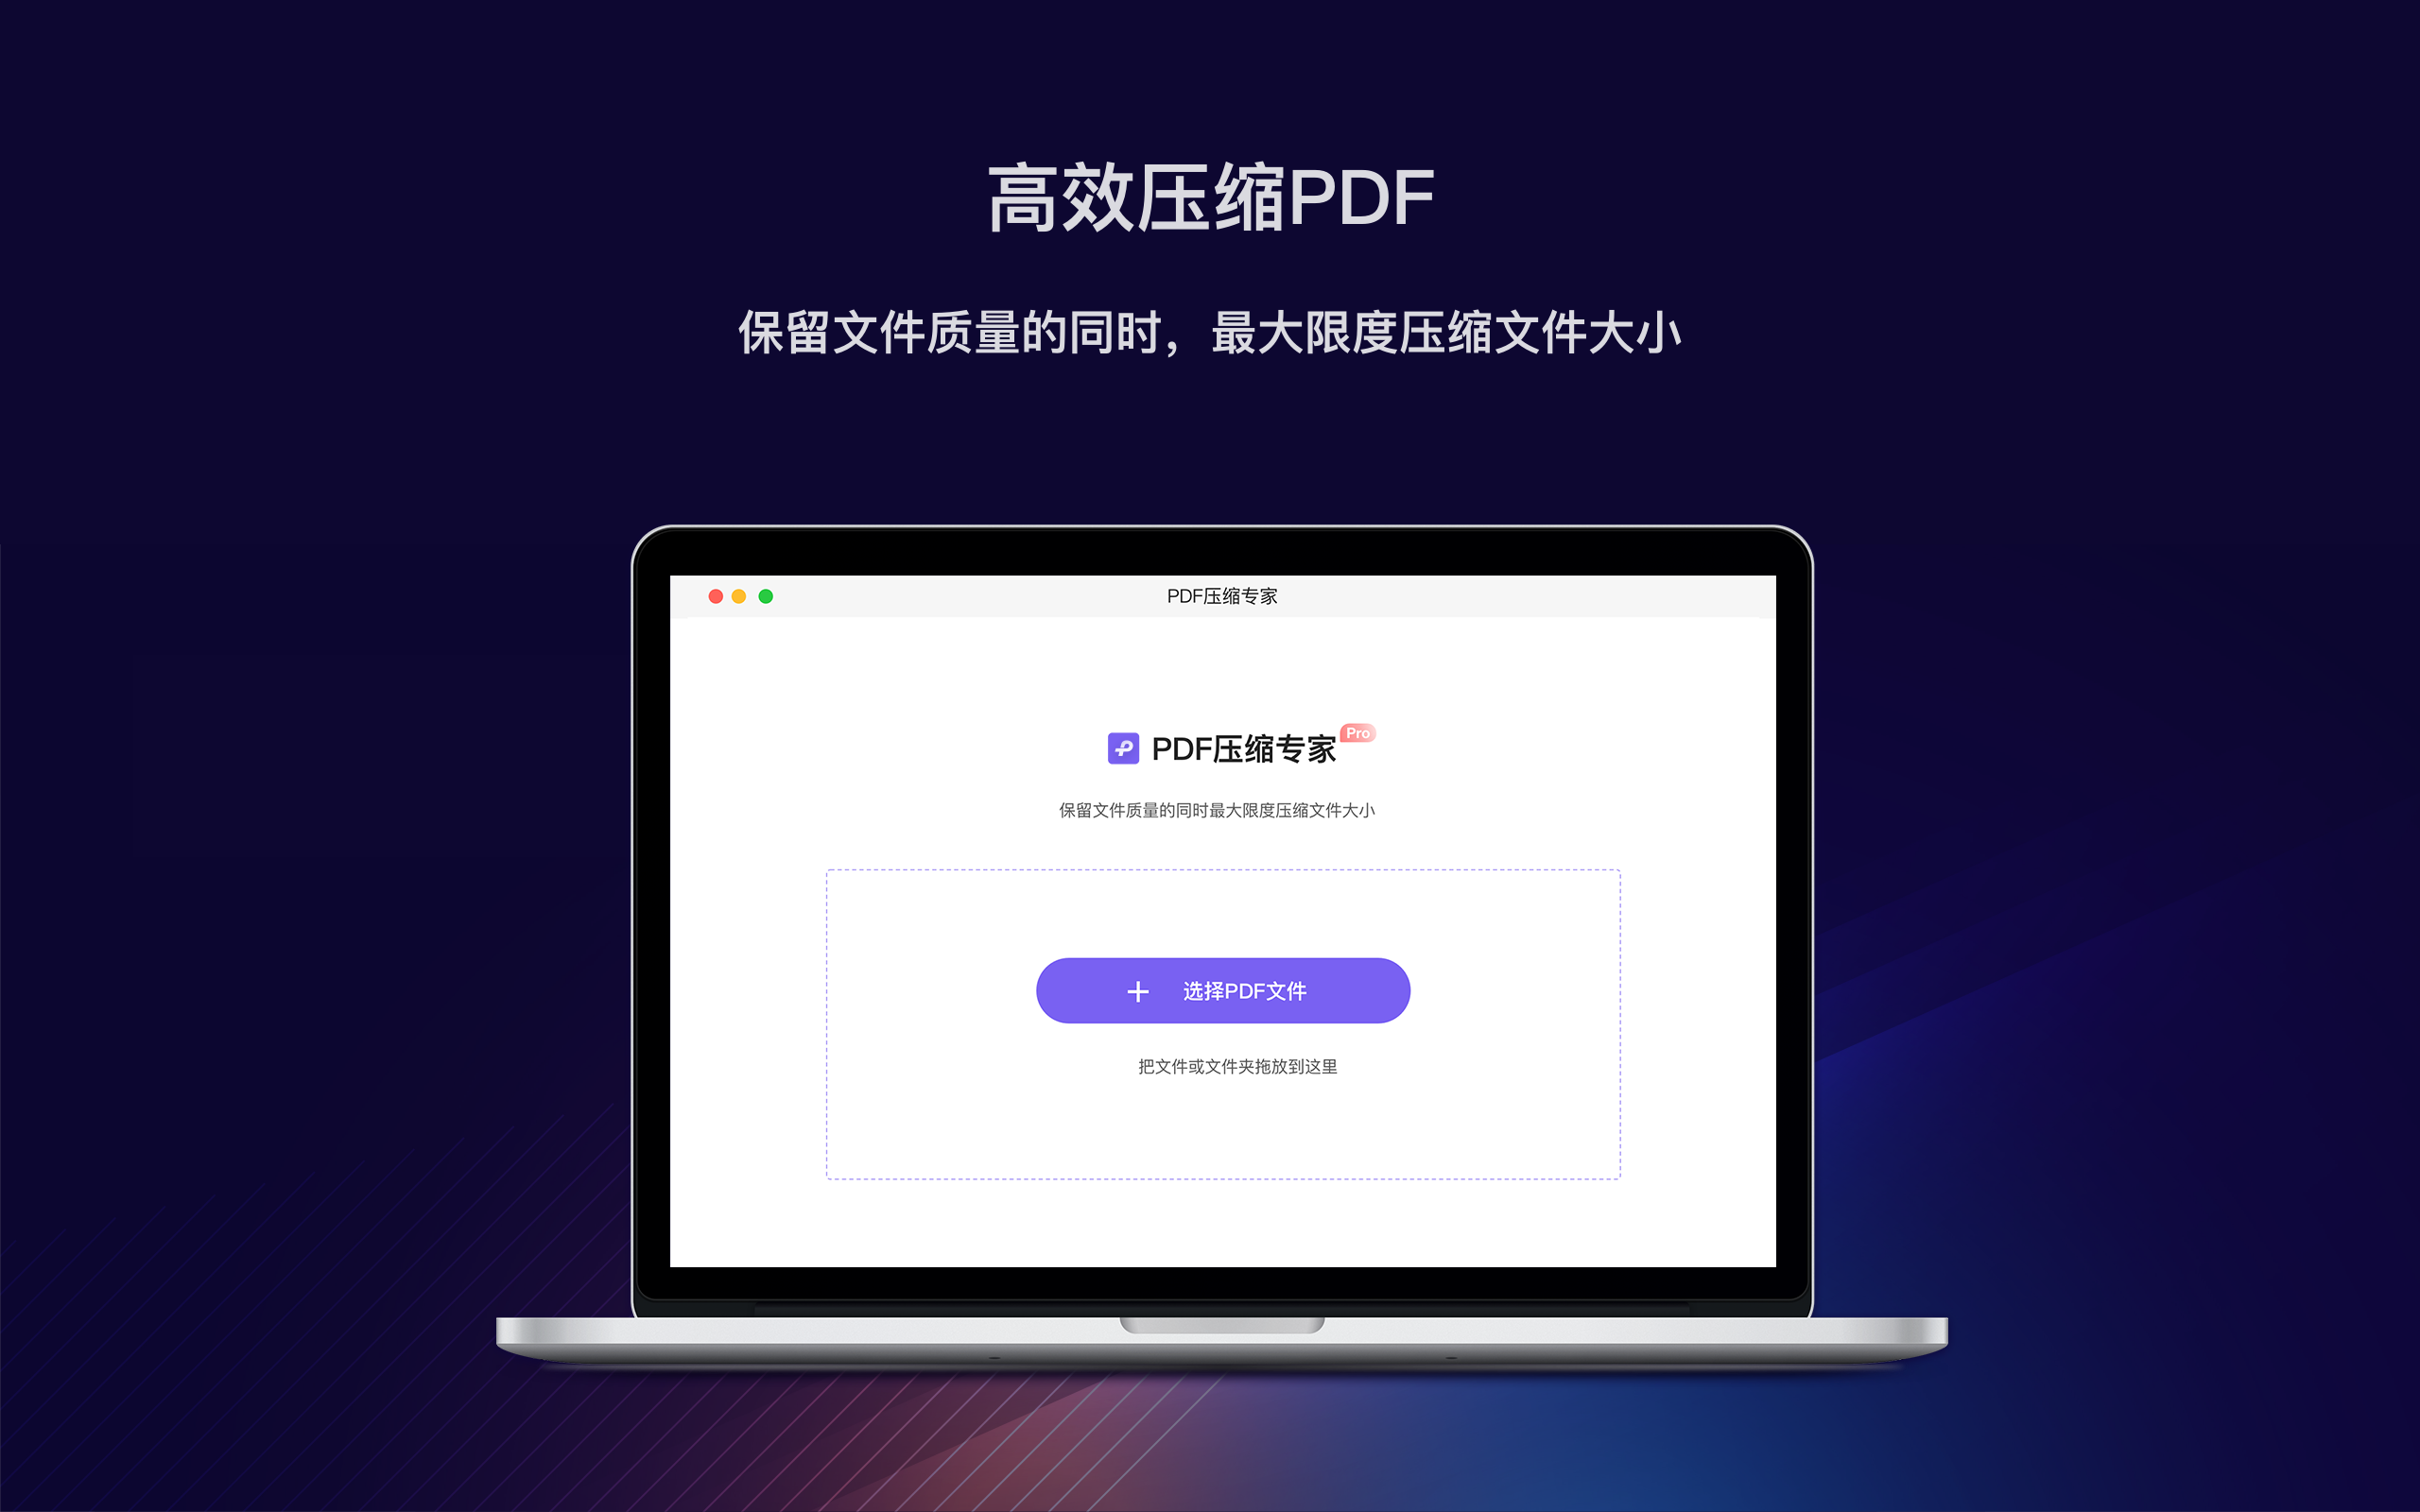 高效压缩PDF
保留文件质量的同时，最大限度压缩文件大小
PDF压缩专家
PDF压缩专家 Pro
保留文件质量的同时最大限度压缩文件大小
选择PDF文件
把文件或文件夹拖放到这里